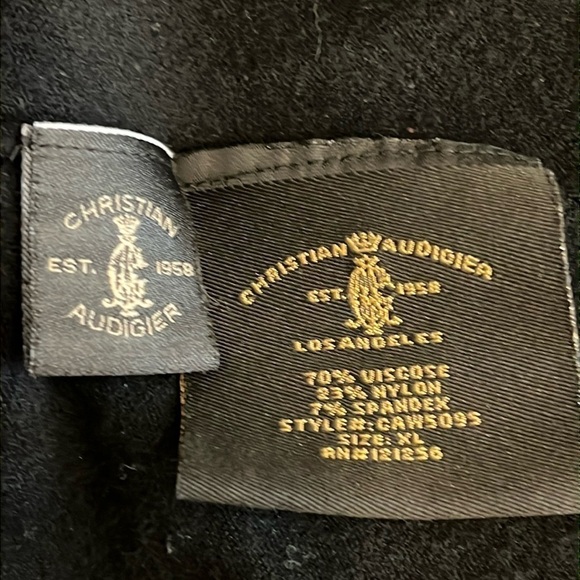 CHRISTIAN
EST. 1958
AUDIGIER
CHRISTIAN AUDIGIER
EST. 1958
LOS ANGELES
70% VISCOSE
23% NYLON
7% SPANDEX
STYLE#: CAW5095
SIZE: XL
RN#121256